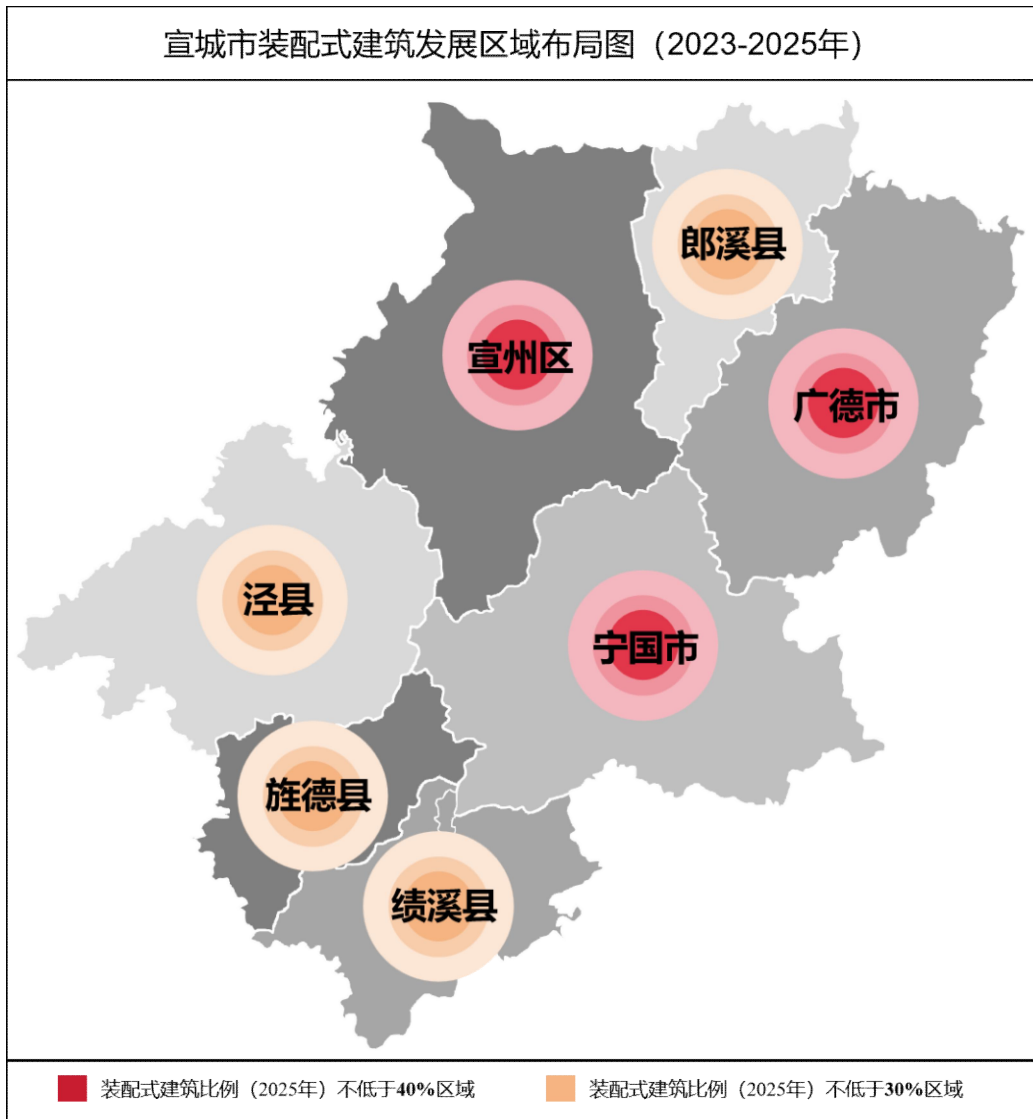 宣城市装配式建筑发展区域布局图（2023-2025年）
郎溪县
宣州区
广德市
泾县
宁国市
旌德县
绩溪县
装配式建筑比例（2025年）不低于40%区域
装配式建筑比例（2025年）不低于30%区域